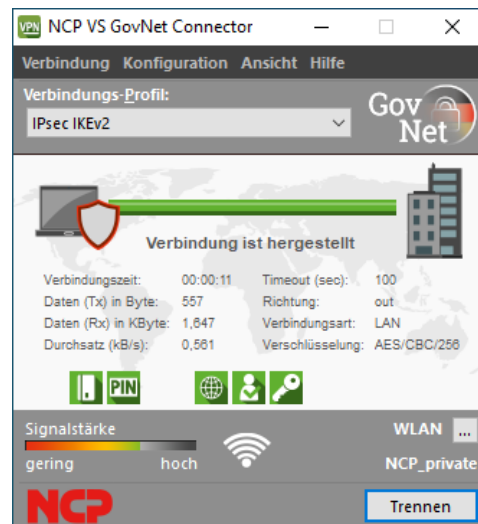 VPN NCP VS GovNet Connector
Verbindung Konfiguration Ansicht Hilfe
Verbindungs-Profil:
IPsec IKEv2
Gov
Net
Verbindung ist hergestellt
Verbindungszeit: 00:00:11 Timeout (sec): 100
Daten (Tx) in Byte: 557 Richtung: out
Daten (Rx) in KByte: 1,647 Verbindungsart: LAN
Durchsatz (kB/s): 0,561 Verschlüsselung: AES/CBC/256
PIN
Signalstärke
WLAN ...
gering hoch
NCP_private
NCP
Trennen